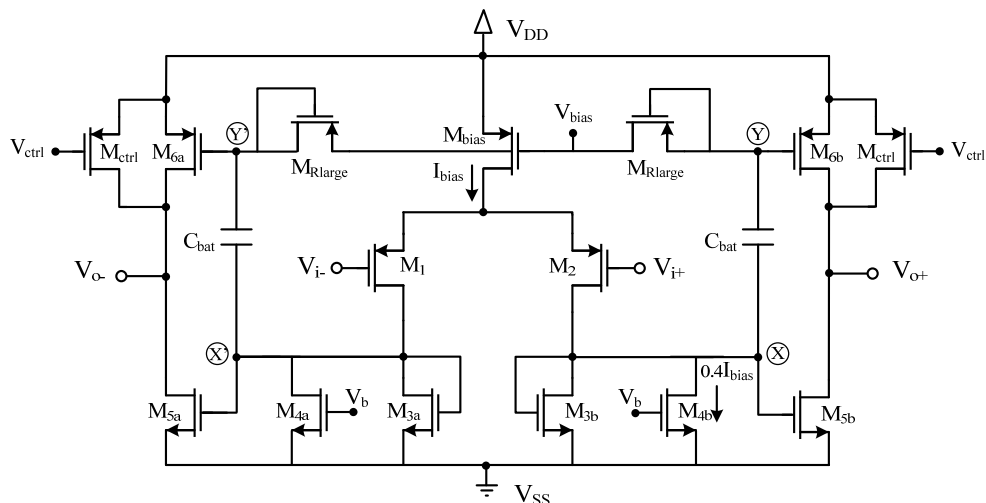 V_DD
V_ctrl
M_ctrl
M_6a
Y'
M_Rlarge
M_bias
V_bias
I_bias
M_Rlarge
Y
M_6b
M_ctrl
V_ctrl
C_bat
C_bat
V_o-
V_i-
M_1
M_2
V_i+
V_o+
X'
X
0.4I_bias
M_5a
M_4a
V_b
M_3a
M_3b
V_b
M_4b
M_5b
V_SS